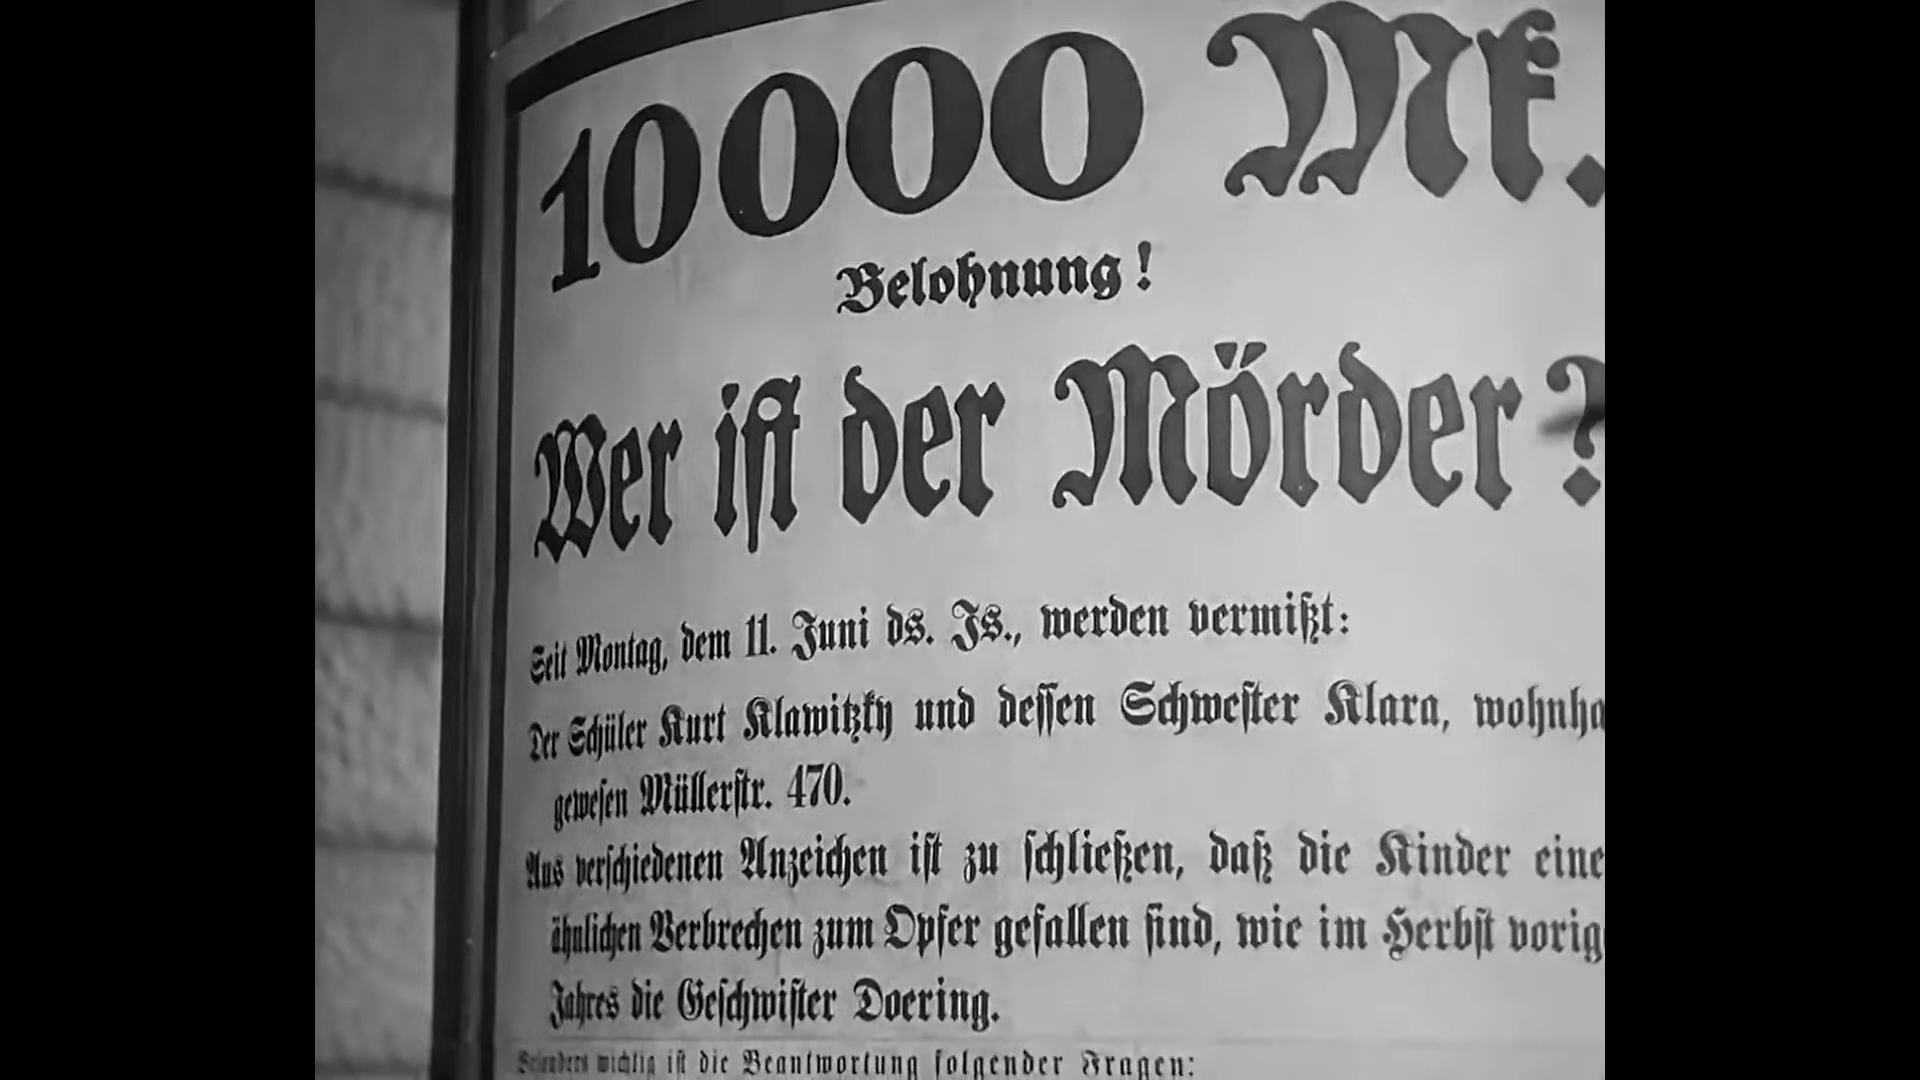 10000 Mk.
Belohnung!
Wer ist der Mörder?
Seit Montag, dem 11. Juni ds. Js., werden vermißt:
Der Schüler Kurt Klawitzky und dessen Schwester Klara, wohnha
gewesen Müllerstr. 470.
Aus verschiedenen Anzeichen ist zu schließen, daß die Kinder eine
ähnlichen Verbrechen zum Opfer gefallen sind, wie im Herbst vorig
Jahres die Geschwister Doering.
Besonders wichtig ist die Beantwortung folgender Fragen: